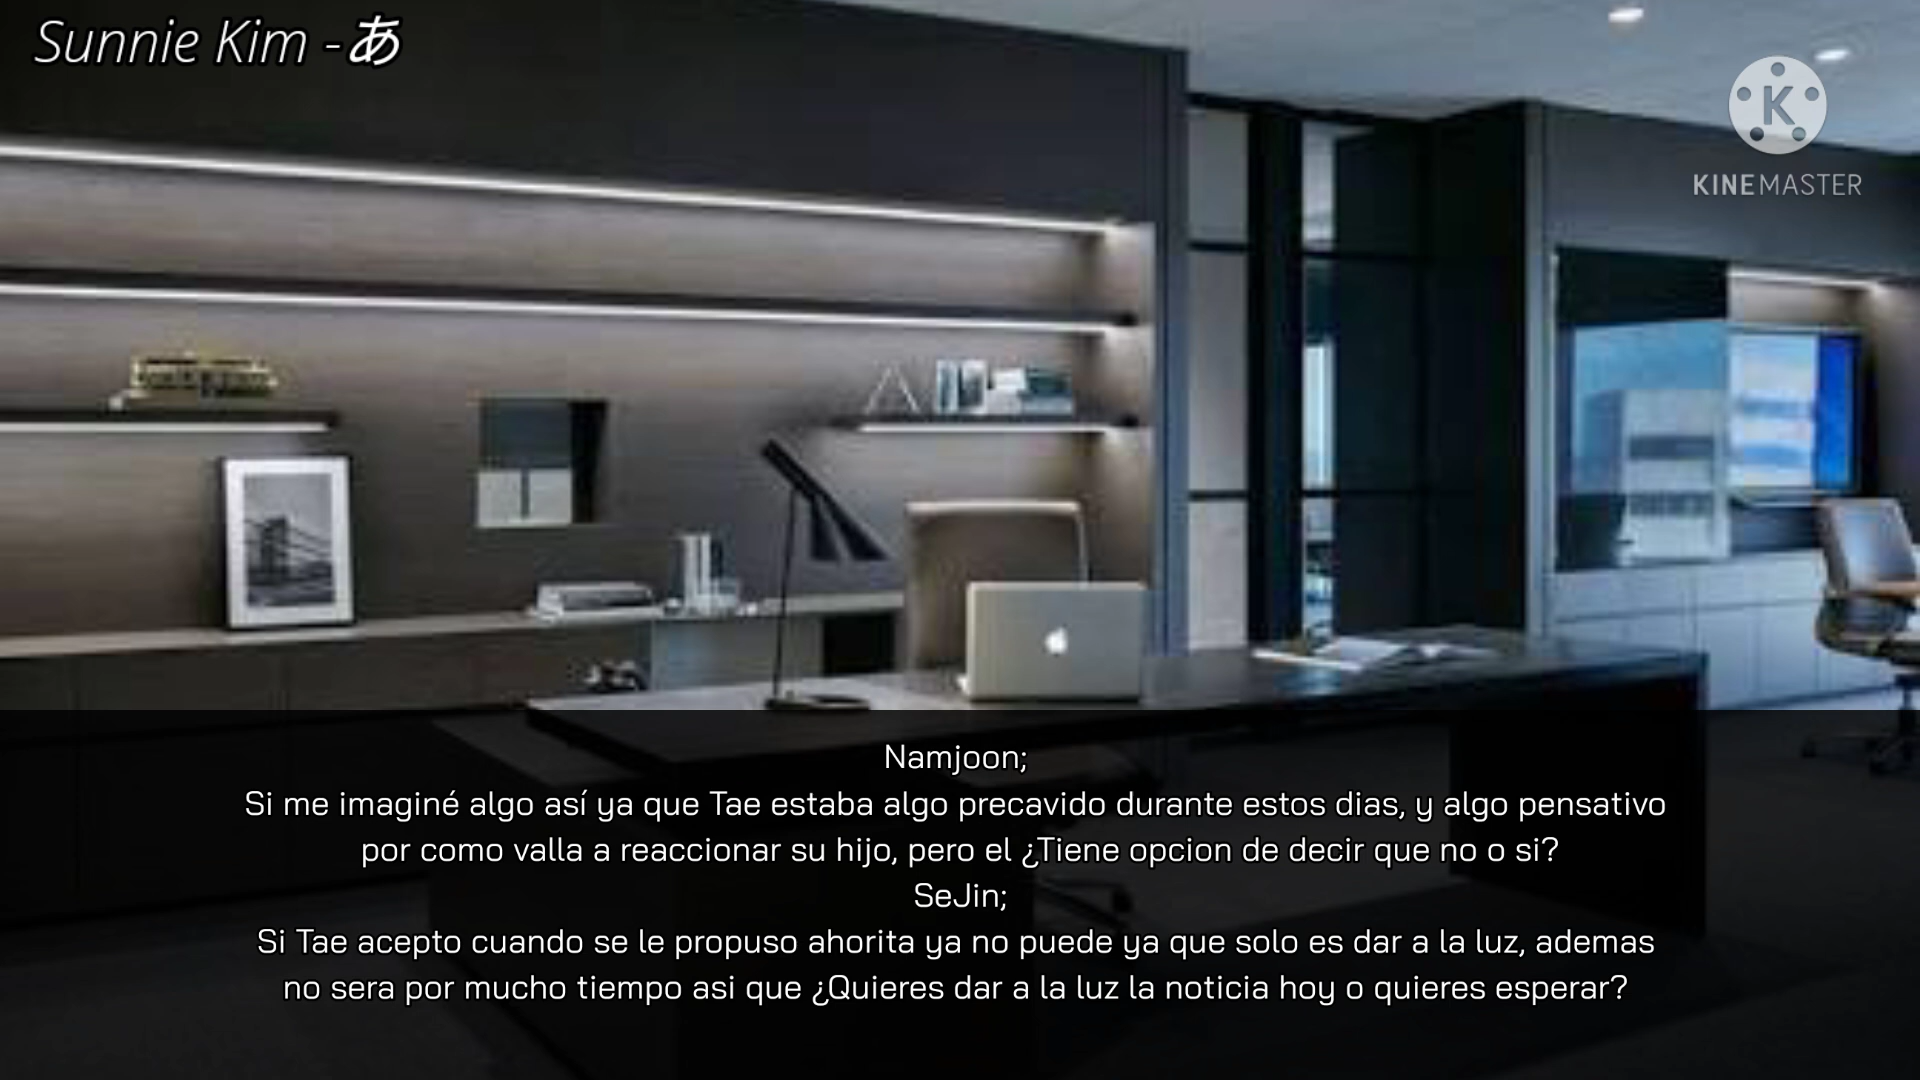 Sunnie Kim -あ
KINEMASTER
Namjoon;
Si me imaginé algo así ya que Tae estaba algo precavido durante estos dias, y algo pensativo
por como valla a reaccionar su hijo, pero el ¿Tiene opcion de decir que no o si?
SeJin;
Si Tae acepto cuando se le propuso ahorita ya no puede ya que solo es dar a la luz, ademas
no sera por mucho tiempo asi que ¿Quieres dar a la luz la noticia hoy o quieres esperar?